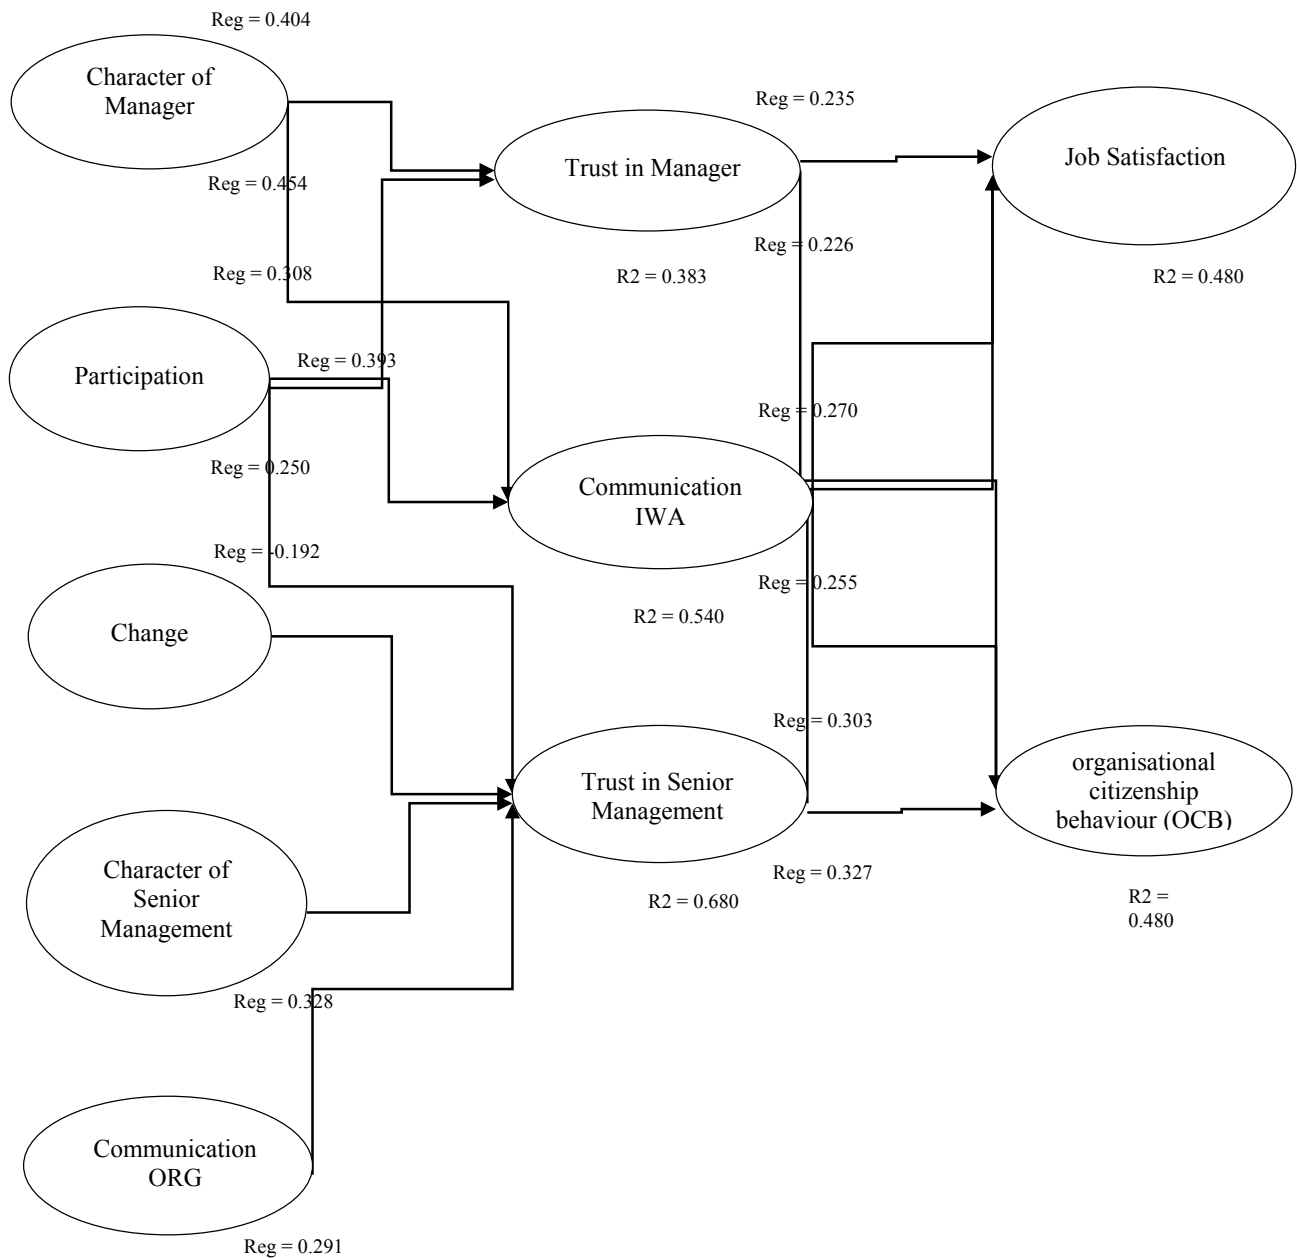 Reg = 0.404
Character of
Manager
Reg = 0.235
Trust in Manager
Job Satisfaction
Reg = 0.454
Reg = 0.226
Reg = 0.308
R2 = 0.383
R2 = 0.480
Participation
Reg = 0.393
Reg = 0.270
Reg = 0.250
Communication
IWA
Reg = -0.192
Reg = 0.255
R2 = 0.540
Change
Reg = 0.303
Trust in Senior
Management
organisational
citizenship
behaviour (OCB)
Character of
Senior
Management
Reg = 0.327
R2 = 0.680
R2 =
0.480
Reg = 0.328
Communication
ORG
Reg = 0.291